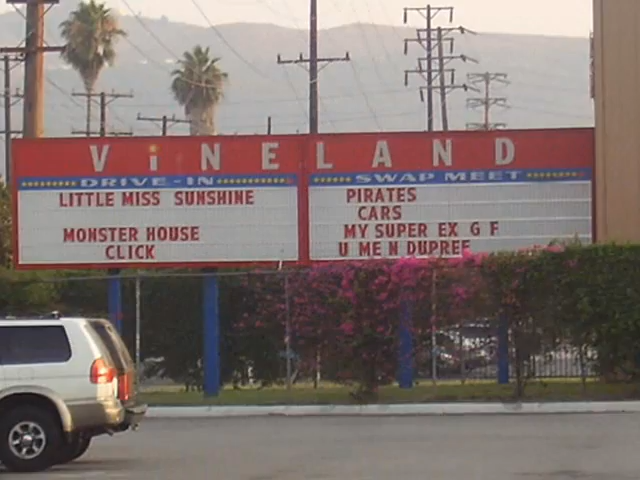 ViNELAND
DRIVE-IN
SWAP MEET
LITTLE MISS SUNSHINE
MONSTER HOUSE
CLICK
PIRATES
CARS
MY SUPER EX G F
U ME N DUPREE